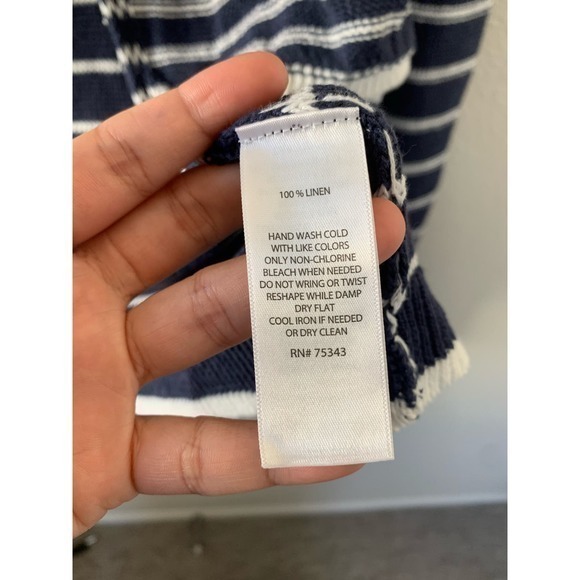 100 % LINEN
HAND WASH COLD
WITH LIKE COLORS
ONLY NON-CHLORINE
BLEACH WHEN NEEDED
DO NOT WRING OR TWIST
RESHAPE WHILE DAMP
DRY FLAT
COOL IRON IF NEEDED
OR DRY CLEAN
RN# 75343